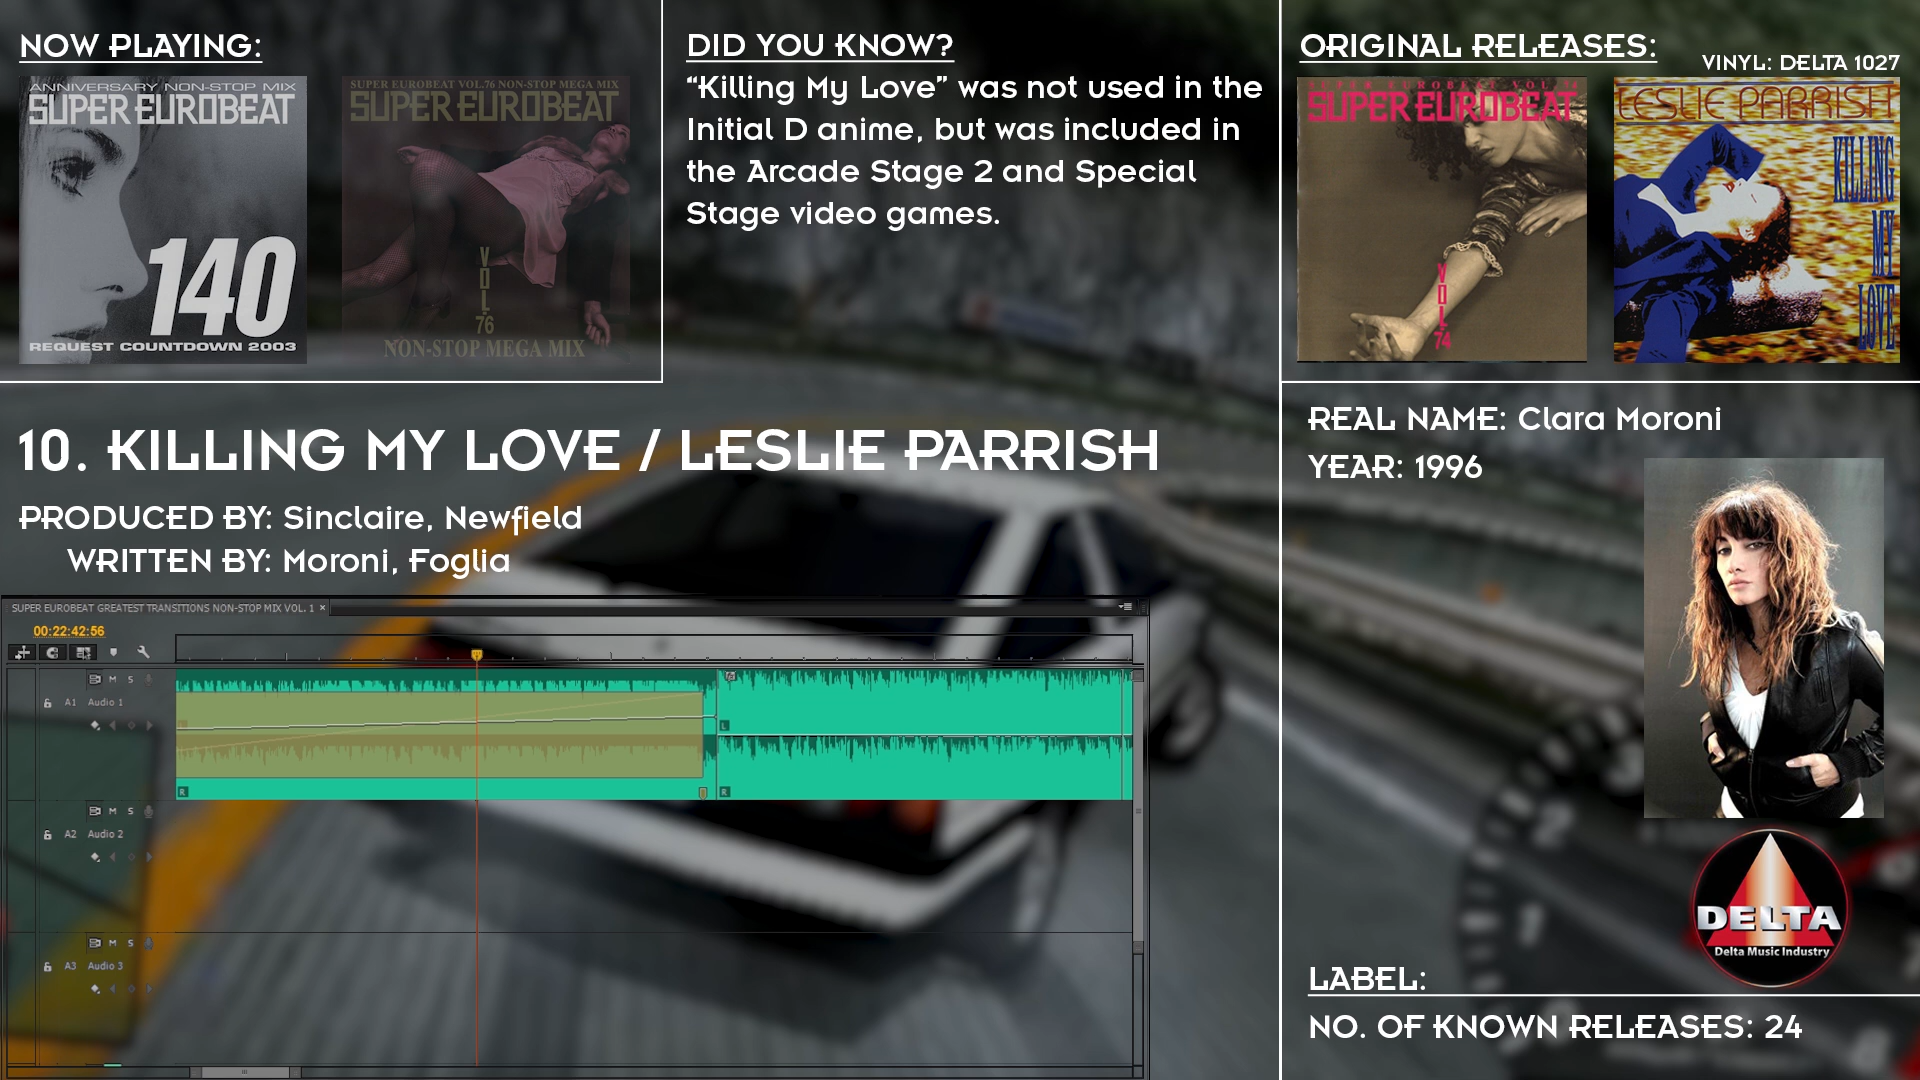 NOW PLAYING:
ANNIVERSARY NON-STOP MIX
SUPER EUROBEAT
140
REQUEST COUNTDOWN 2003
SUPER EUROBEAT VOL.76 NON-STOP MEGA MIX
SUPER EUROBEAT
VOL.
76
NON-STOP MEGA MIX
DID YOU KNOW?
“Killing My Love” was not used in the
Initial D anime, but was included in
the Arcade Stage 2 and Special
Stage video games.
ORIGINAL RELEASES:
VINYL: DELTA 1027
SUPER EUROBEAT VOL. 74
SUPER EUROBEAT
VOL.
74
LESLIE PARRISH
KILLING
MY
LOVE
10. KILLING MY LOVE / LESLIE PARRISH
PRODUCED BY: Sinclaire, Newfield
WRITTEN BY: Moroni, Foglia
SUPER EUROBEAT GREATEST TRANSITIONS NON-STOP MIX VOL. 1 ×
00:22:42:56
M S
A1 Audio 1
L
R
L
R
M S
A2 Audio 2
M S
A3 Audio 3
REAL NAME: Clara Moroni
YEAR: 1996
DELTA
Delta Music Industry
LABEL:
NO. OF KNOWN RELEASES: 24
2
1